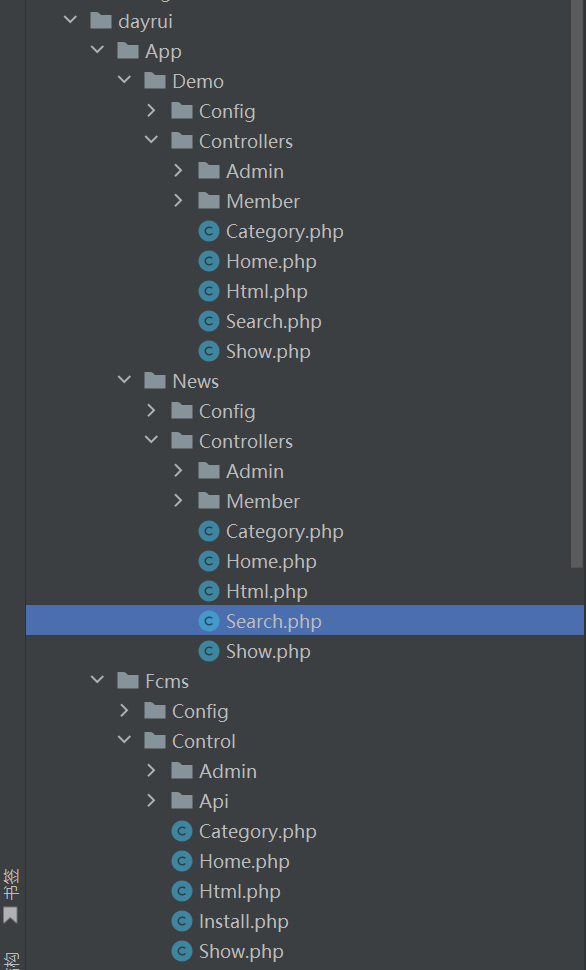 dayrui
App
Demo
Config
Controllers
Admin
Member
Category.php
Home.php
Html.php
Search.php
Show.php
News
Config
Controllers
Admin
Member
Category.php
Home.php
Html.php
Search.php
Show.php
Fcms
Config
Control
Admin
Api
Category.php
Home.php
Html.php
Install.php
Show.php
书签
构